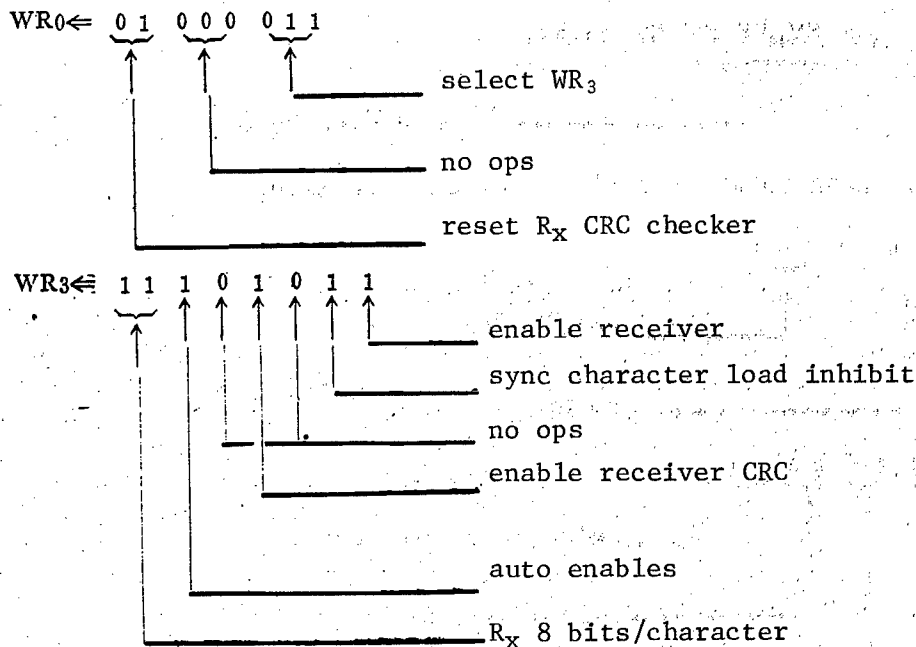 WR0⇐ 0 1 0 0 0 0 1 1
select WR3
no ops
reset Rx CRC checker
WR3⇐ 1 1 1 0 1 0 1 1
enable receiver
sync character load inhibit
no ops
enable receiver CRC
auto enables
Rx 8 bits/character